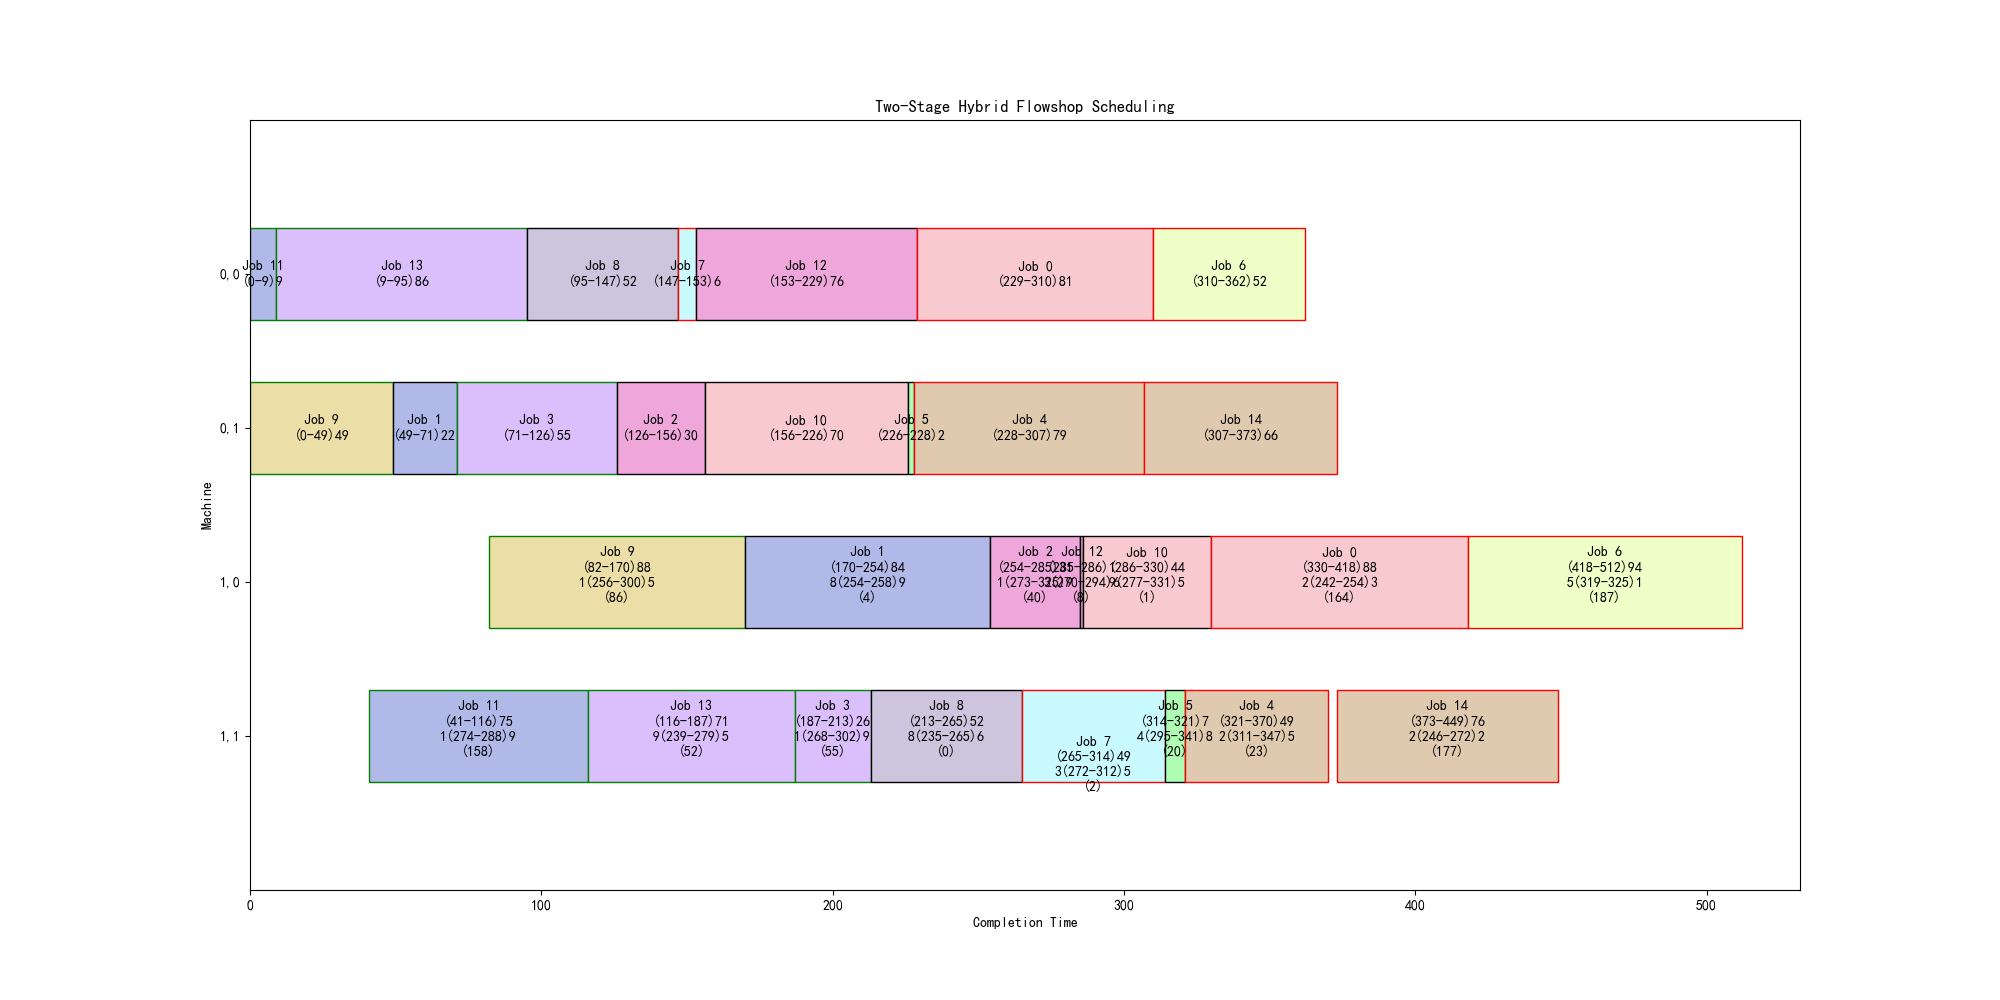 Two-Stage Hybrid Flowshop Scheduling
Machine
0,0
Job 11
(0-9)9
Job 13
(9-95)86
Job 8
(95-147)52
Job 7
(147-153)6
Job 12
(153-229)76
Job 0
(229-310)81
Job 6
(310-362)52
0,1
Job 9
(0-49)49
Job 1
(49-71)22
Job 3
(71-126)55
Job 2
(126-156)30
Job 10
(156-226)70
Job 5
(226-228)2
Job 4
(228-307)79
Job 14
(307-373)66
1,0
Job 9
(82-170)88
1(256-300)5
(86)
Job 1
(170-254)84
8(254-258)9
(4)
Job 2
(254-285)31
(40)
Job 12
(285-286)1
(8)
Job 10
(286-330)44
(277-331)5
(1)
Job 0
(330-418)88
2(242-254)3
(164)
Job 6
(418-512)94
5(319-325)1
(187)
1,1
Job 11
(41-116)75
1(274-288)9
(158)
Job 13
(116-187)71
9(239-279)5
(52)
Job 3
(187-213)26
1(268-302)9
(55)
Job 8
(213-265)52
8(235-265)6
(0)
Job 7
(265-314)49
3(272-312)5
(2)
Job 5
(314-321)7
4(295-341)8
(20)
Job 4
(321-370)49
2(311-347)5
(23)
Job 14
(373-449)76
2(246-272)2
(177)
0
100
200
300
400
500
Completion Time